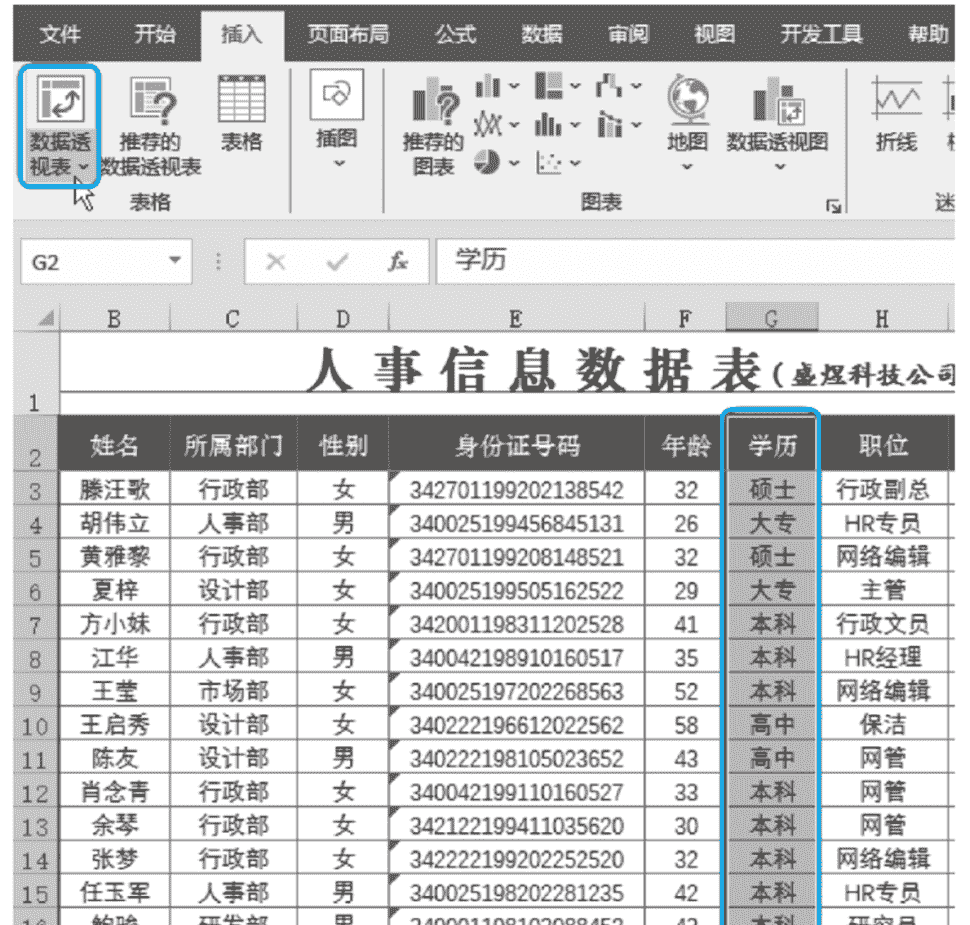 文件 开始 插入 页面布局 公式 数据 审阅 视图 开发工具 帮助
数据透视表 推荐的数据透视表 表格 插图 推荐的图表 地图 数据透视图 折线
表格 图表 迷
G2 fx 学历
B C D E F G H
1 人事信息数据表(盛煜科技公司
2 姓名 所属部门 性别 身份证号码 年龄 学历 职位
3 滕汪歌 行政部 女 342701199202138542 32 硕士 行政副总
4 胡伟立 人事部 男 340025199456845131 26 大专 HR专员
5 黄雅黎 行政部 女 342701199208148521 32 硕士 网络编辑
6 夏梓 设计部 女 340025199505162522 29 大专 主管
7 方小妹 行政部 女 342001198311202528 41 本科 行政文员
8 江华 人事部 男 340042198910160517 35 本科 HR经理
9 王莹 市场部 女 340025197202268563 52 本科 网络编辑
10 王启秀 设计部 女 340222196612022562 58 高中 保洁
11 陈友 设计部 男 340222198105023652 43 高中 网管
12 肖念青 行政部 女 340042199110160527 33 本科 网管
13 余琴 行政部 女 342122199411035620 30 本科 网管
14 张梦 行政部 女 342222199202252520 32 本科 网络编辑
15 任玉军 人事部 男 340025198202281235 42 本科 HR专员